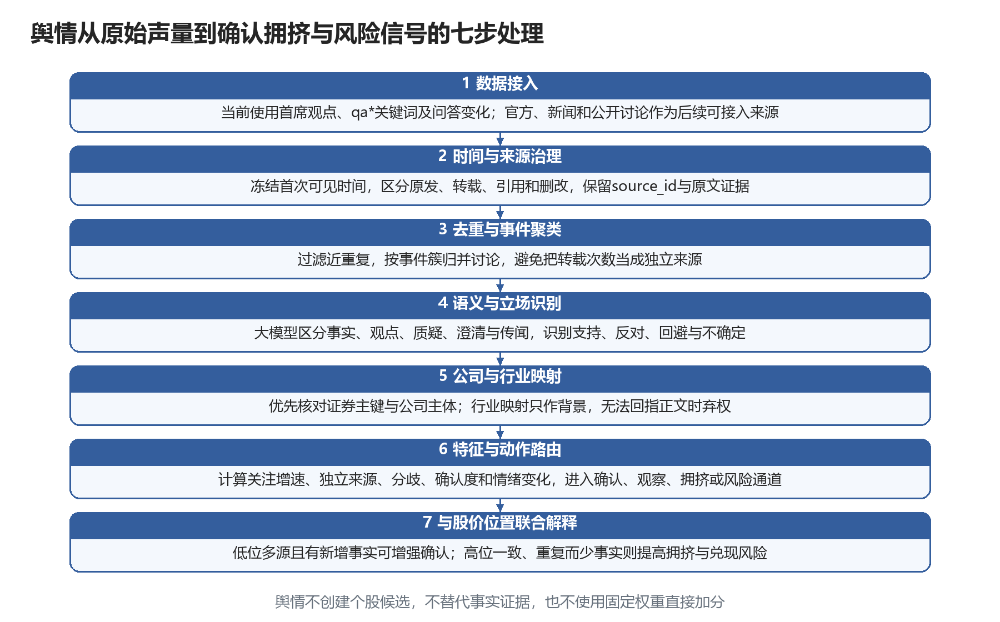 舆情从原始声量到确认拥挤与风险信号的七步处理
1 数据接入
当前使用首席观点、qa*关键词及问答变化；官方、新闻和公开讨论作为后续可接入来源
2 时间与来源治理
冻结首次可见时间，区分原发、转载、引用和删改，保留source_id与原文证据
3 去重与事件聚类
过滤近重复，按事件簇归并讨论，避免把转载次数当成独立来源
4 语义与立场识别
大模型区分事实、观点、质疑、澄清与传闻，识别支持、反对、回避与不确定
5 公司与行业映射
优先核对证券主键与公司主体；行业映射只作背景，无法回指正文时弃权
6 特征与动作路由
计算关注增速、独立来源、分歧、确认度和情绪变化，进入确认、观察、拥挤或风险通道
7 与股价位置联合解释
低位多源且有新增事实可增强确认；高位一致、重复而少事实则提高拥挤与兑现风险
舆情不创建个股候选，不替代事实证据，也不使用固定权重直接加分